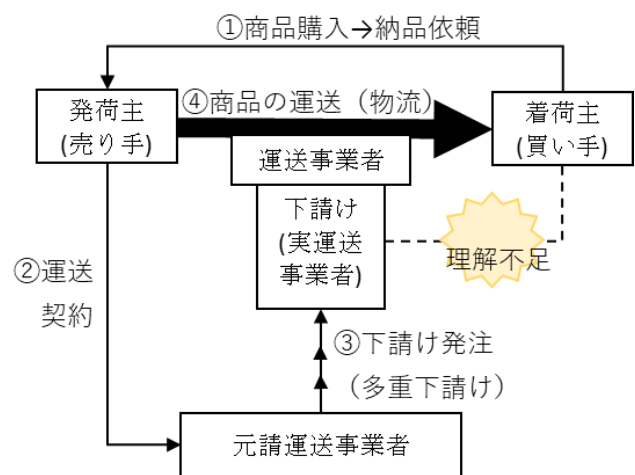 ①商品購入→納品依頼
発荷主
(売り手)
④商品の運送（物流）
着荷主
(買い手)
運送事業者
下請け
(実運送
事業者)
理解不足
②運送
契約
③下請け発注
（多重下請け）
元請運送事業者